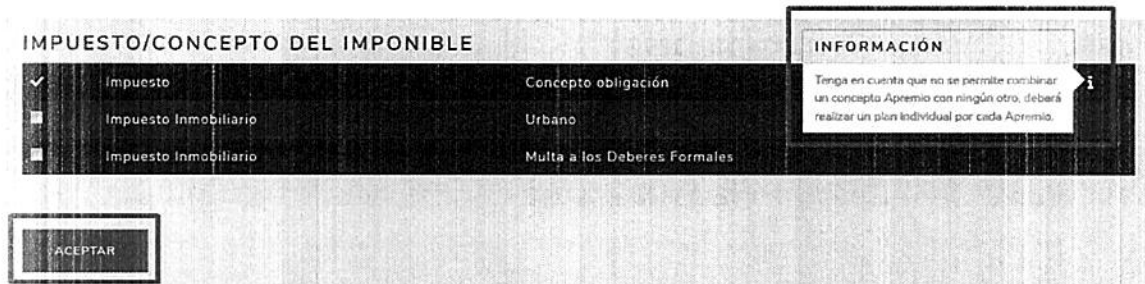 IMPUESTO/CONCEPTO DEL IMPONIBLE
INFORMACIÓN
Impuesto Concepto obligación
Tenga en cuenta que no se permite combinar
un concepto Apremio con ningún otro, deberá
realizar un plan individual por cada Apremio.
i
Impuesto Inmobiliario Urbano
Impuesto Inmobiliario Multa a los Deberes Formales
ACEPTAR